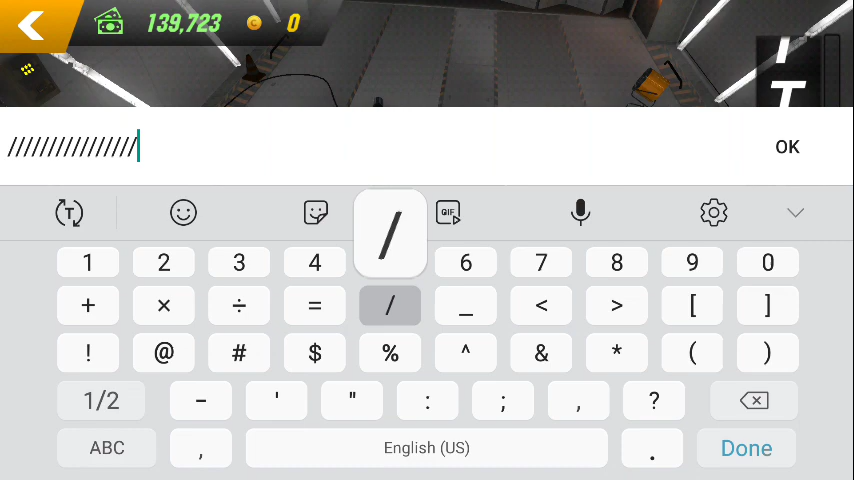 139,723 0
T
////////////////
OK
T GIF
/
1 2 3 4 6 7 8 9 0
+ × ÷ = / _ < > [ ]
! @ # $ % ^ & * ( )
1/2 - ' " : ; , ?
ABC , English (US) . Done